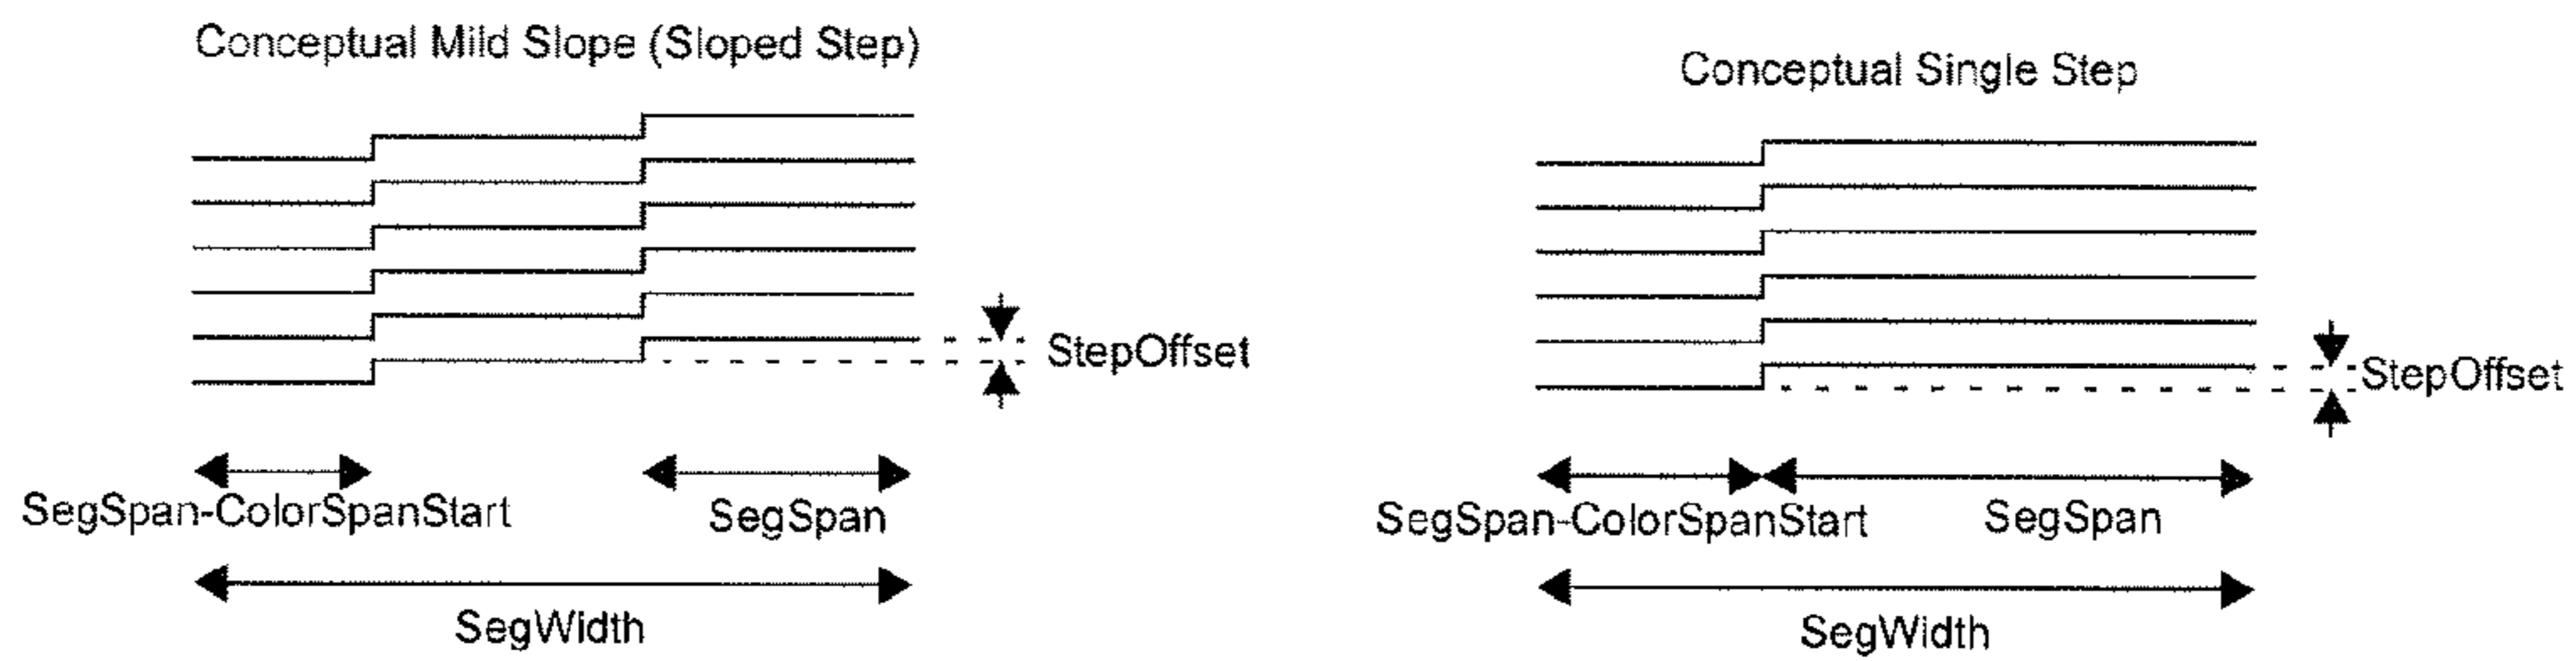 Conceptual Mild Slope (Sloped Step)
StepOffset
SegSpan-ColorSpanStart
SegSpan
SegWidth
Conceptual Single Step
StepOffset
SegSpan-ColorSpanStart
SegSpan
SegWidth